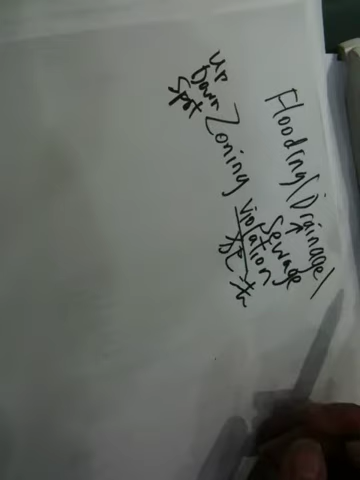 Flooding/Drainage/
Sewage
Up
Down Zoning violation
Spot